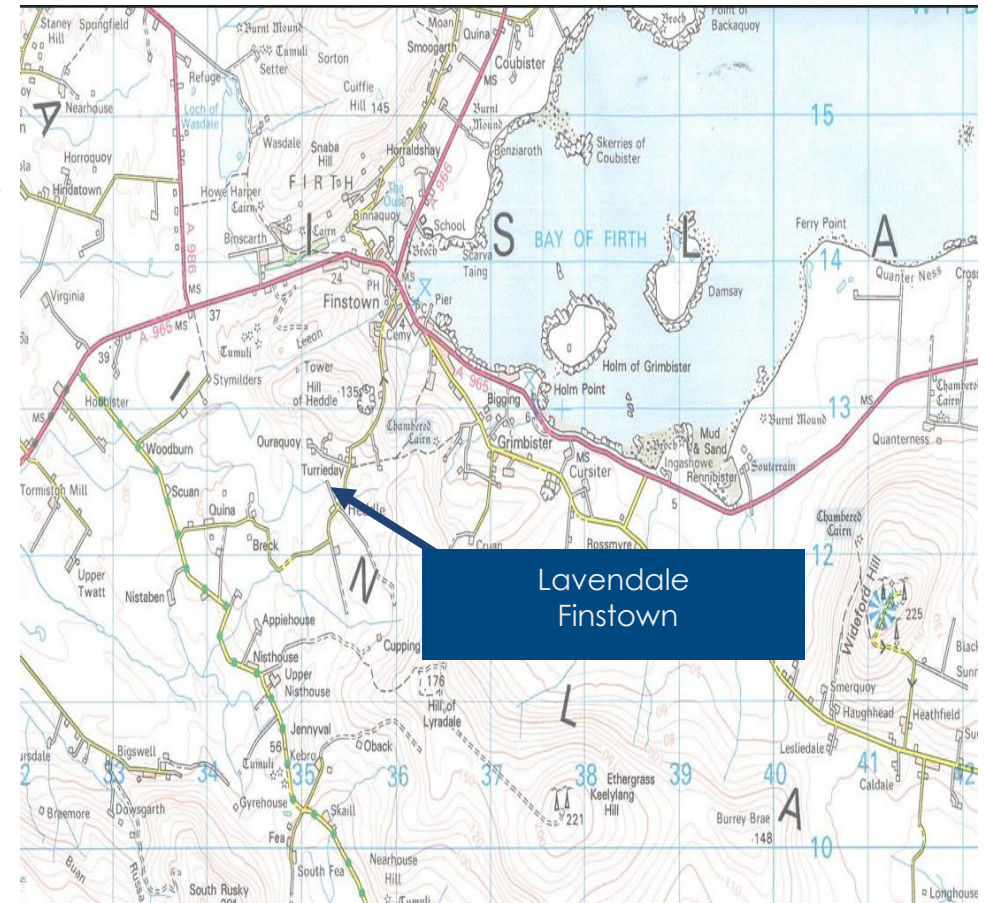 Staney Hill
Springfield
Burnt Mound
Tumuli
Setter
Sorton
Moan
Smoogarth
Quina
Broch
Point of
Backaquoy
Coubister
MS
Refuge
Nearhouse
Loch of
Wasdale
Cuiffie
Hill 145
Burnt
Mound
15
A
Skerries of
Coubister
Wasdale
Snaba
Hill
Horraldshay
Benziaroth
Horroquoy
Hindatown
Howe Harper
Cairn
FIRTH
The
Ouse
A 966
Binnaquoy
School
Ferry Point
Binscarth
Cairn
I
S
BAY OF FIRTH
L
A
A 986
Broch
Scarva
Taing
14
Quanter Ness
24
PH
MS
Damsay
Virginia
MS
37
Finstown
Pier
Cemy
4
A 965
MS
Tumuli
Leeon
39
Tower
Holm of Grimbister
Stymilders
Hill
of Heddle
135
A 965
Holm Point
Bigging
6
Hobbister
I
MS
13
MS
Chambered
Cairn
Burnt Mound
Chambered
Cairn
Woodburn
Ouraquoy
Grimbister
Mud
& Sand
Quanterness
Turrieday
MS
Cursiter
Broch
Ingashowe
Rennibister
Souterrain
Tormiston Mill
Scuan
5
Quina
Heddle
Chambered
Cairn
Breck
Cruan
Rossmyre
12
Upper
Twatt
Nistaben
N
Lavendale
Finstown
Wideford Hill
225
Appiehouse
Cupping
Nisthouse
Upper
Nisthouse
176
Hill of
Lyradale
Smerquoy
Haughhead
Heathfield
Jennyval
L
56
Kebro
Oback
Lesliedale
Bigswell
Tumuli
33
34
35
36
37
38
39
40
41
42
Ethergrass
Keelylang
Hill
221
Caldale
Braemore
Dowsgarth
Gyrehouse
Skaill
Burrey Brae
148
A
10
Fea
South Fea
Nearhouse
Hill
Tumuli
South Rusky
Longhouse